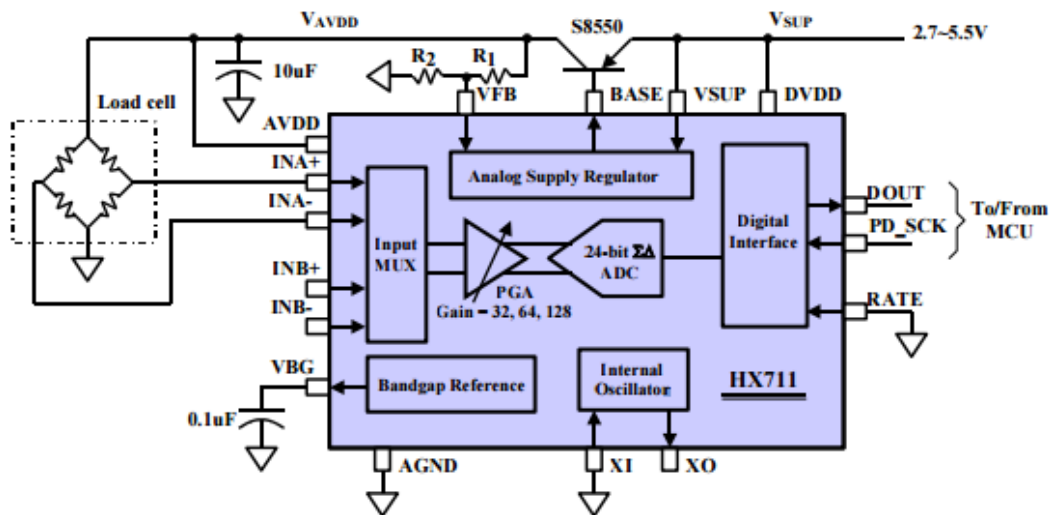 V_AVDD
S8550
V_SUP
2.7~5.5V
R2
R1
10uF
VFB
BASE
VSUP
DVDD
Load cell
AVDD
INA+
Analog Supply Regulator
DOUT
INA-
To/From
MCU
Input
MUX
24-bit ΣΔ
ADC
Digital
Interface
PD_SCK
INB+
PGA
Gain = 32, 64, 128
INB-
RATE
VBG
Bandgap Reference
Internal
Oscillator
HX711
0.1uF
AGND
XI
XO